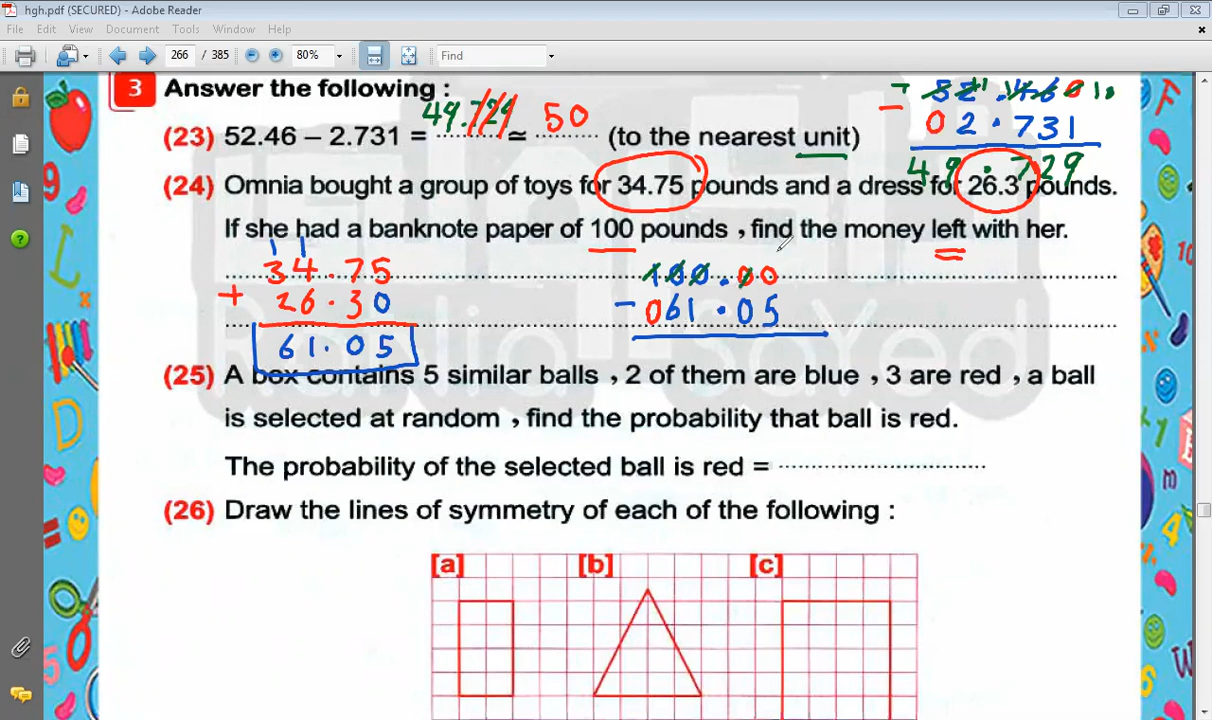 hgh.pdf (SECURED) - Adobe Reader
File Edit View Document Tools Window Help
266 / 385 80% Find
3 Answer the following :
(23) 52.46 – 2.731 = 49.729 ≃ 50 (to the nearest unit)
52.460
− 02.731
49.729
(24) Omnia bought a group of toys for 34.75 pounds and a dress for 26.3 pounds.
If she had a banknote paper of 100 pounds , find the money left with her.
1 1
34.75
+ 26.30
61.05
100.00
− 061.05
(25) A box contains 5 similar balls , 2 of them are blue , 3 are red , a ball
is selected at random , find the probability that ball is red.
The probability of the selected ball is red =
(26) Draw the lines of symmetry of each of the following :
[a] [b] [c]